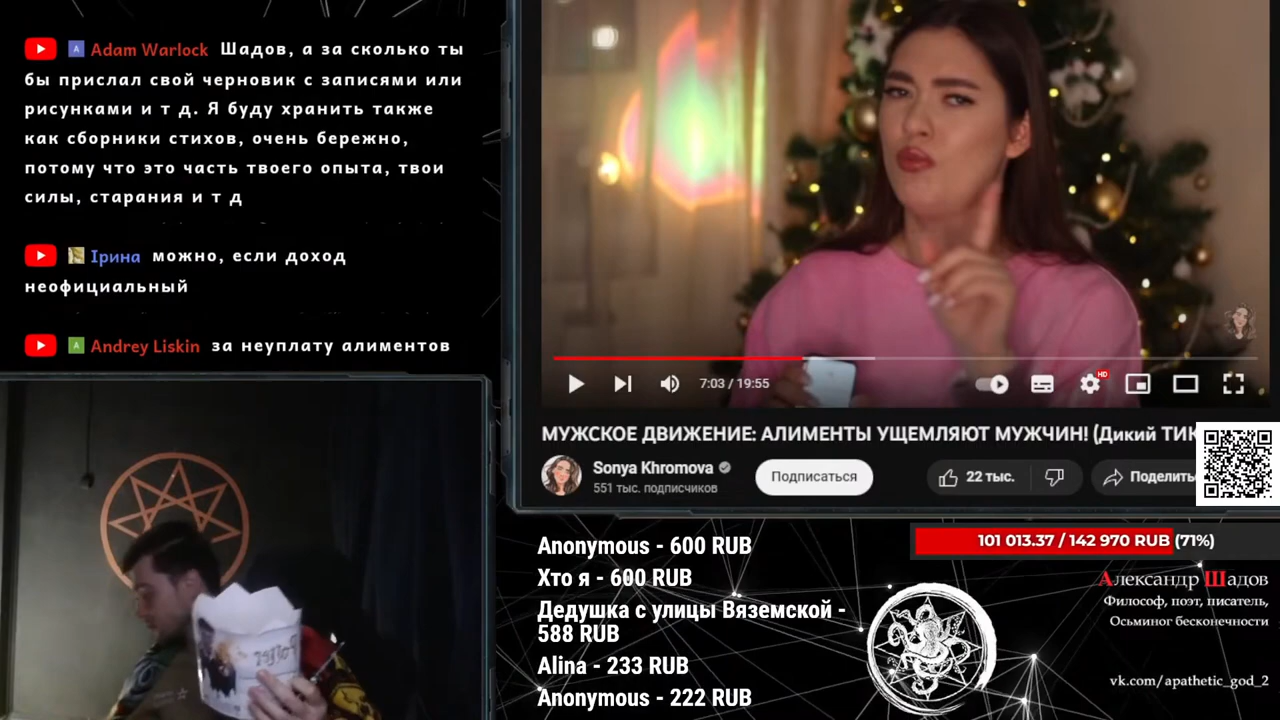 Adam Warlock Шадов, а за сколько ты
бы прислал свой черновик с записями или
рисунками и т д. Я буду хранить также
как сборники стихов, очень бережно,
потому что это часть твоего опыта, твои
силы, старания и т д
Ірина можно, если доход
неофициальный
Andrey Liskin за неуплату алиментов
7:03 / 19:55
HD
МУЖСКОЕ ДВИЖЕНИЕ: АЛИМЕНТЫ УЩЕМЛЯЮТ МУЖЧИН! (Дикий ТИК
Sonya Khromova
551 тыс. подписчиков
Подписаться
22 тыс.
Поделить
101 013.37 / 142 970 RUB (71%)
Anonymous - 600 RUB
Хто я - 600 RUB
Дедушка с улицы Вяземской -
588 RUB
Alina - 233 RUB
Anonymous - 222 RUB
Александр Шадов
Философ, поэт, писатель,
Осьминог бесконечности
vk.com/apathetic_god_2